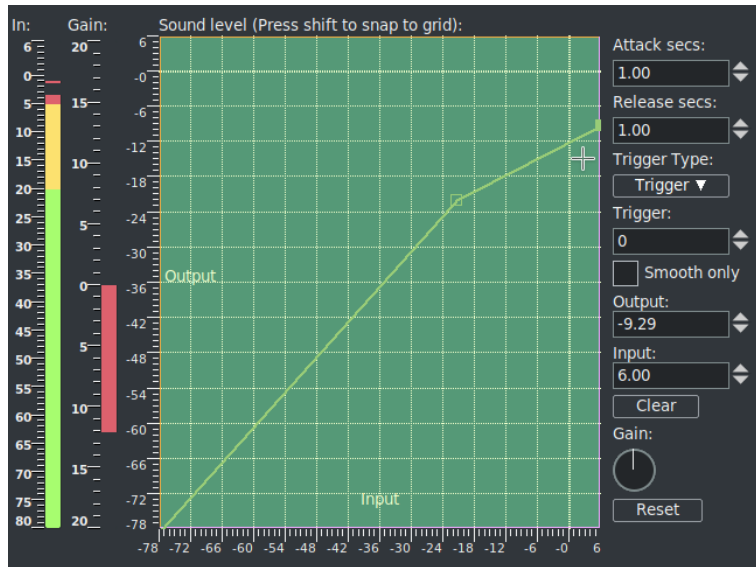 In: Gain: Sound level (Press shift to snap to grid):
6 20 6
0 -0
5 15 -6
10 -12
15 10 -18
20 -24
25 5 -30
30 0 -36
35 -42
40 5 -48
45 -54
50 10 -60
55 -66
60 15 -72
65 20 -78
70
75
80
Output
Input
-78 -72 -66 -60 -54 -48 -42 -36 -30 -24 -18 -12 -6 -0 6
Attack secs:
1.00
Release secs:
1.00
Trigger Type:
Trigger ▼
Trigger:
0
Smooth only
Output:
-9.29
Input:
6.00
Clear
Gain:
Reset